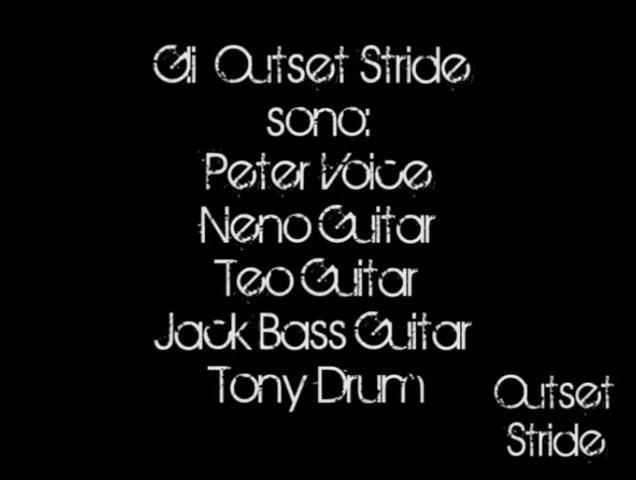 Gli Outset Stride
sono:
Peter Voice
Neno Guitar
Teo Guitar
Jack Bass Guitar
Tony Drum
Outset
Stride